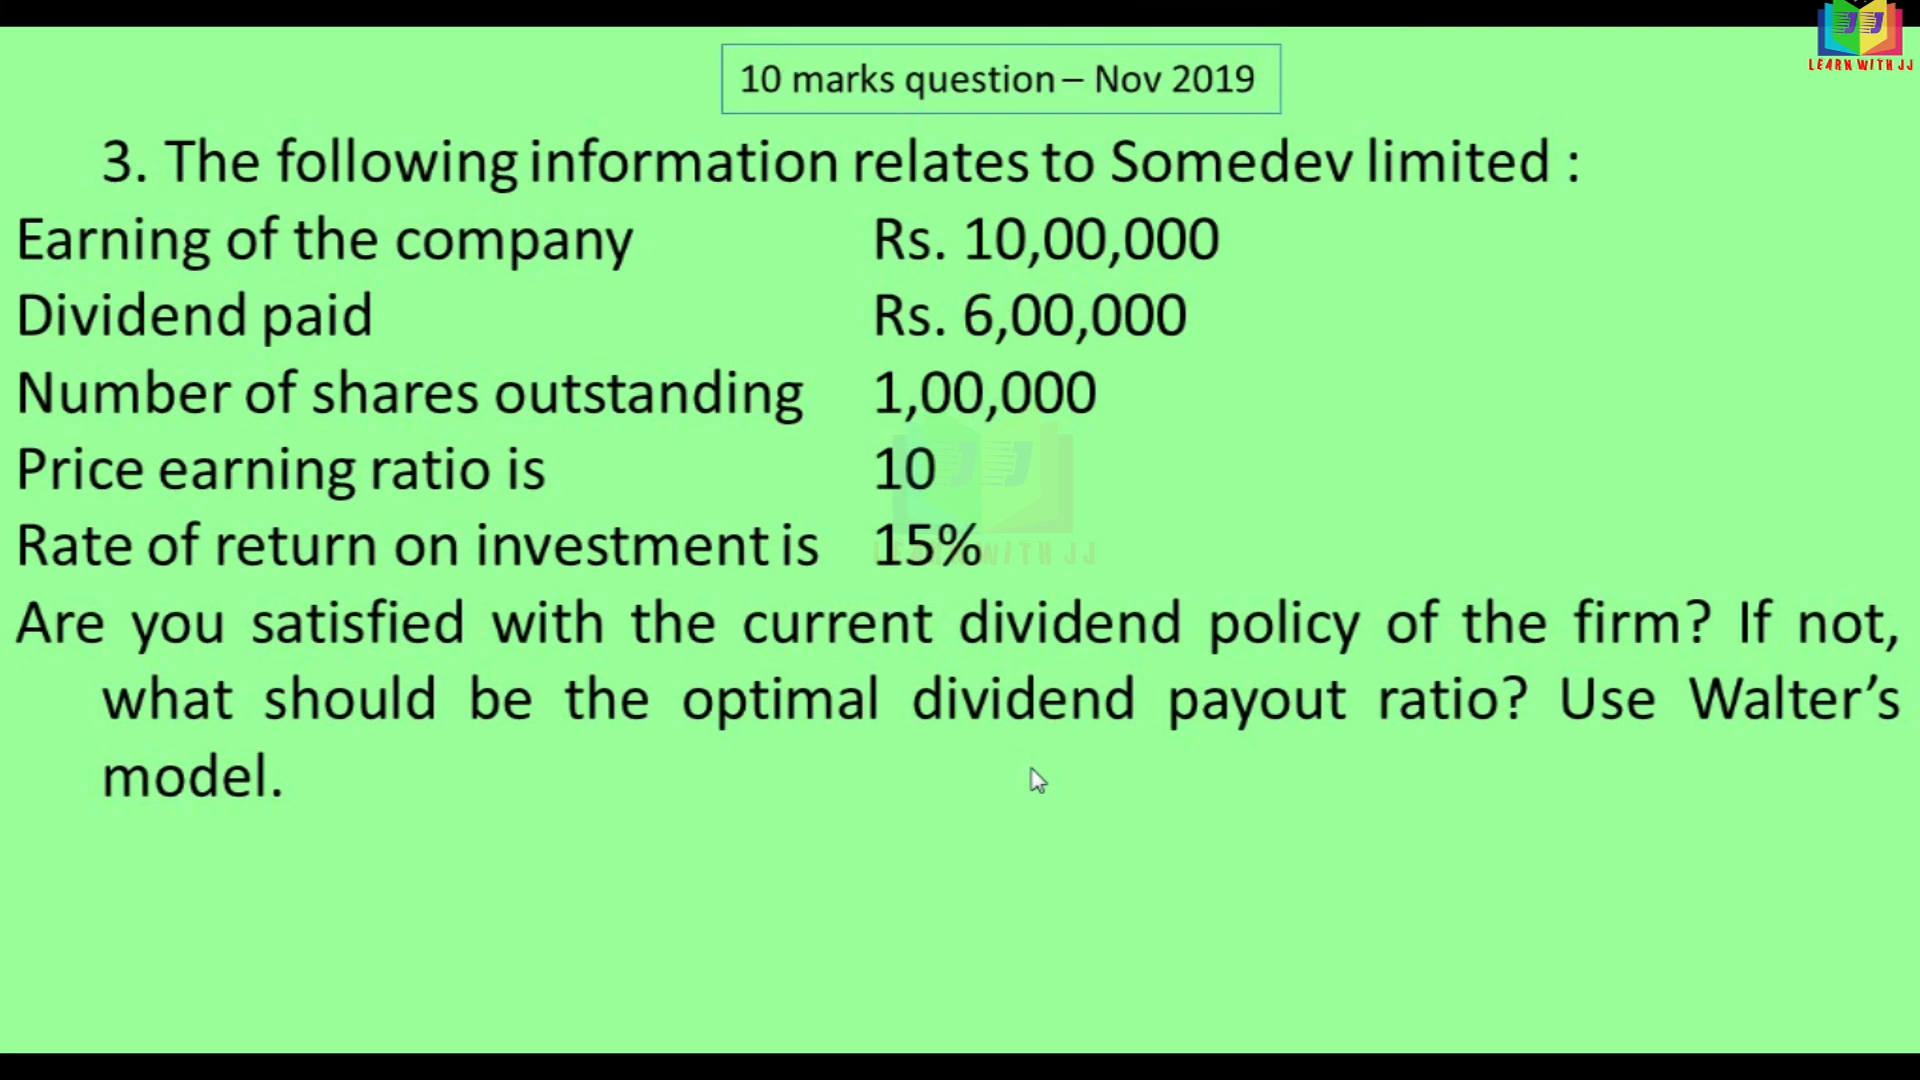 LEARN WITH JJ
10 marks question – Nov 2019
3. The following information relates to Somedev limited :
Earning of the company Rs. 10,00,000
Dividend paid Rs. 6,00,000
Number of shares outstanding 1,00,000
Price earning ratio is 10
Rate of return on investment is 15%
LEARN WITH JJ
Are you satisfied with the current dividend policy of the firm? If not,
what should be the optimal dividend payout ratio? Use Walter’s
model.